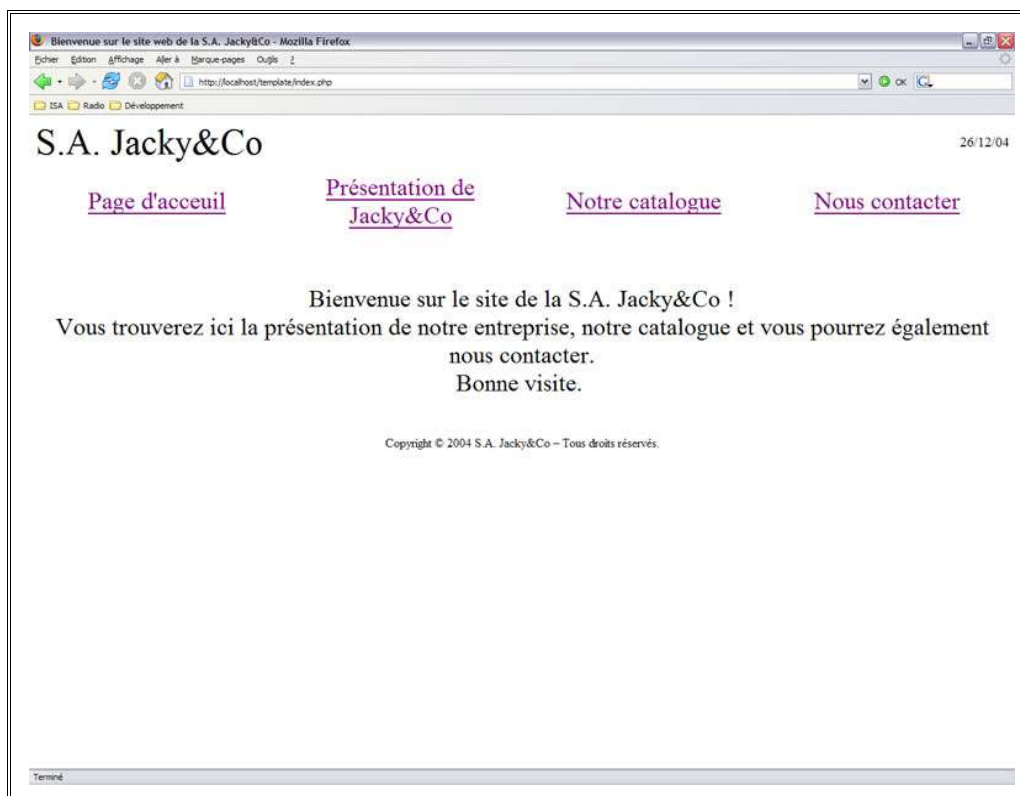 Bienvenue sur le site web de la S.A. Jacky&Co - Mozilla Firefox
Fichier Edition Affichage Aller à Marque-pages Outils ?
http://localhost/template/index.php
OK
ISA Radio Développement
S.A. Jacky&Co
26/12/04
Page d'acceuil
Présentation de
Jacky&Co
Notre catalogue
Nous contacter
Bienvenue sur le site de la S.A. Jacky&Co !
Vous trouverez ici la présentation de notre entreprise, notre catalogue et vous pourrez également
nous contacter.
Bonne visite.
Copyright © 2004 S.A. Jacky&Co – Tous droits réservés.
Terminé